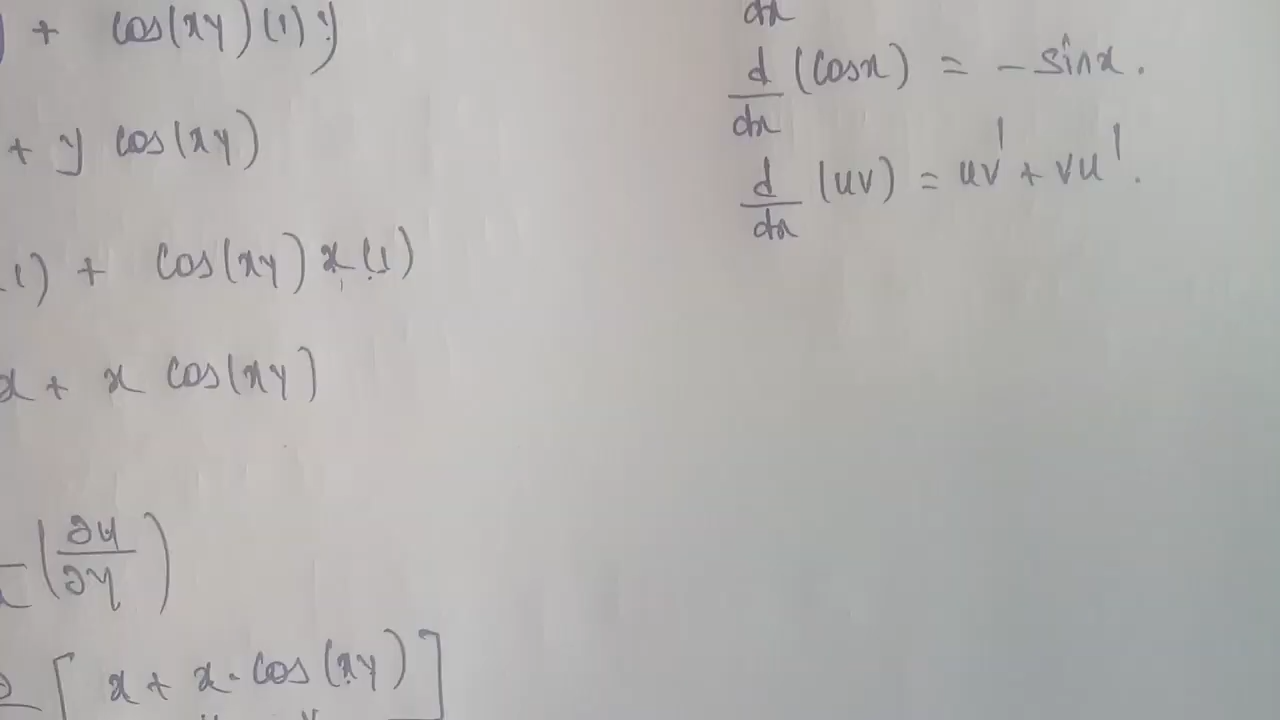 + cos(xy)(1)y
+ y cos(xy)
(1) + cos(xy) x(1)
x + x cos(xy)
(∂u/∂y)
[ x + x. cos(xy) ]
dx
d/dx (cosx) = - sinx.
d/dx (uv) = uv' + vu'.